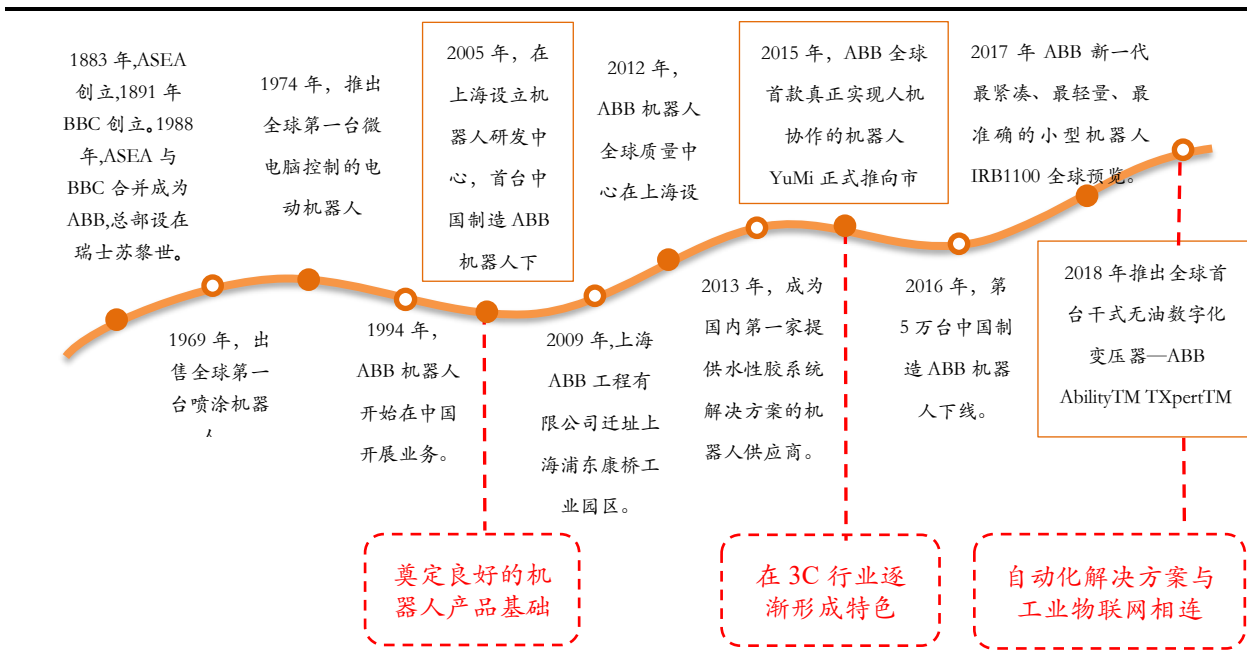 1883 年,ASEA
创立,1891 年
BBC 创立。1988
年,ASEA 与
BBC 合并成为
ABB,总部设在
瑞士苏黎世。
1969 年，出
售全球第一
台喷涂机器
1974 年，推出
全球第一台微
电脑控制的电
动机器人
1994 年，
ABB 机器人
开始在中国
开展业务。
2005 年，在
上海设立机
器人研发中
心，首台中
国制造 ABB
机器人下
2009 年,上海
ABB 工程有
限公司迁址上
海浦东康桥工
业园区。
2012 年，
ABB 机器人
全球质量中
心在上海设
2013 年，成为
国内第一家提
供水性胶系统
解决方案的机
器人供应商。
2015 年，ABB 全球
首款真正实现人机
协作的机器人
YuMi 正式推向市
2016 年，第
5 万台中国制
造 ABB 机器
人下线。
2017 年 ABB 新一代
最紧凑、最轻量、最
准确的小型机器人
IRB1100 全球预览。
2018 年推出全球首
台干式无油数字化
变压器—ABB
AbilityTM TXpertTM
奠定良好的机
器人产品基础
在 3C 行业逐
渐形成特色
自动化解决方案与
工业物联网相连